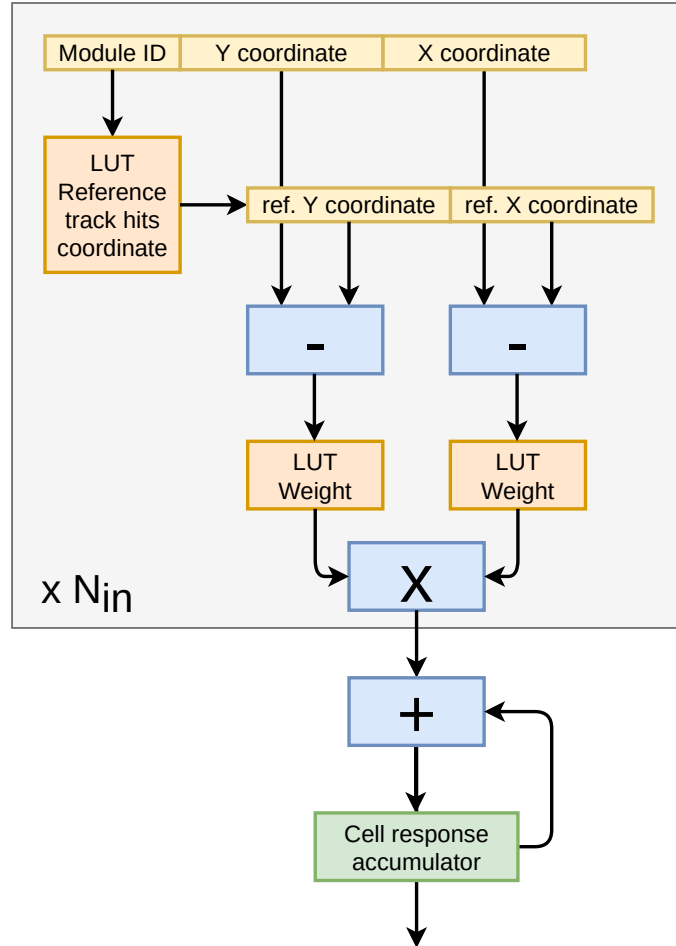 Module ID Y coordinate X coordinate
LUT
Reference
track hits
coordinate
ref. Y coordinate ref. X coordinate
- -
LUT
Weight
LUT
Weight
x N_in
X
+
Cell response
accumulator